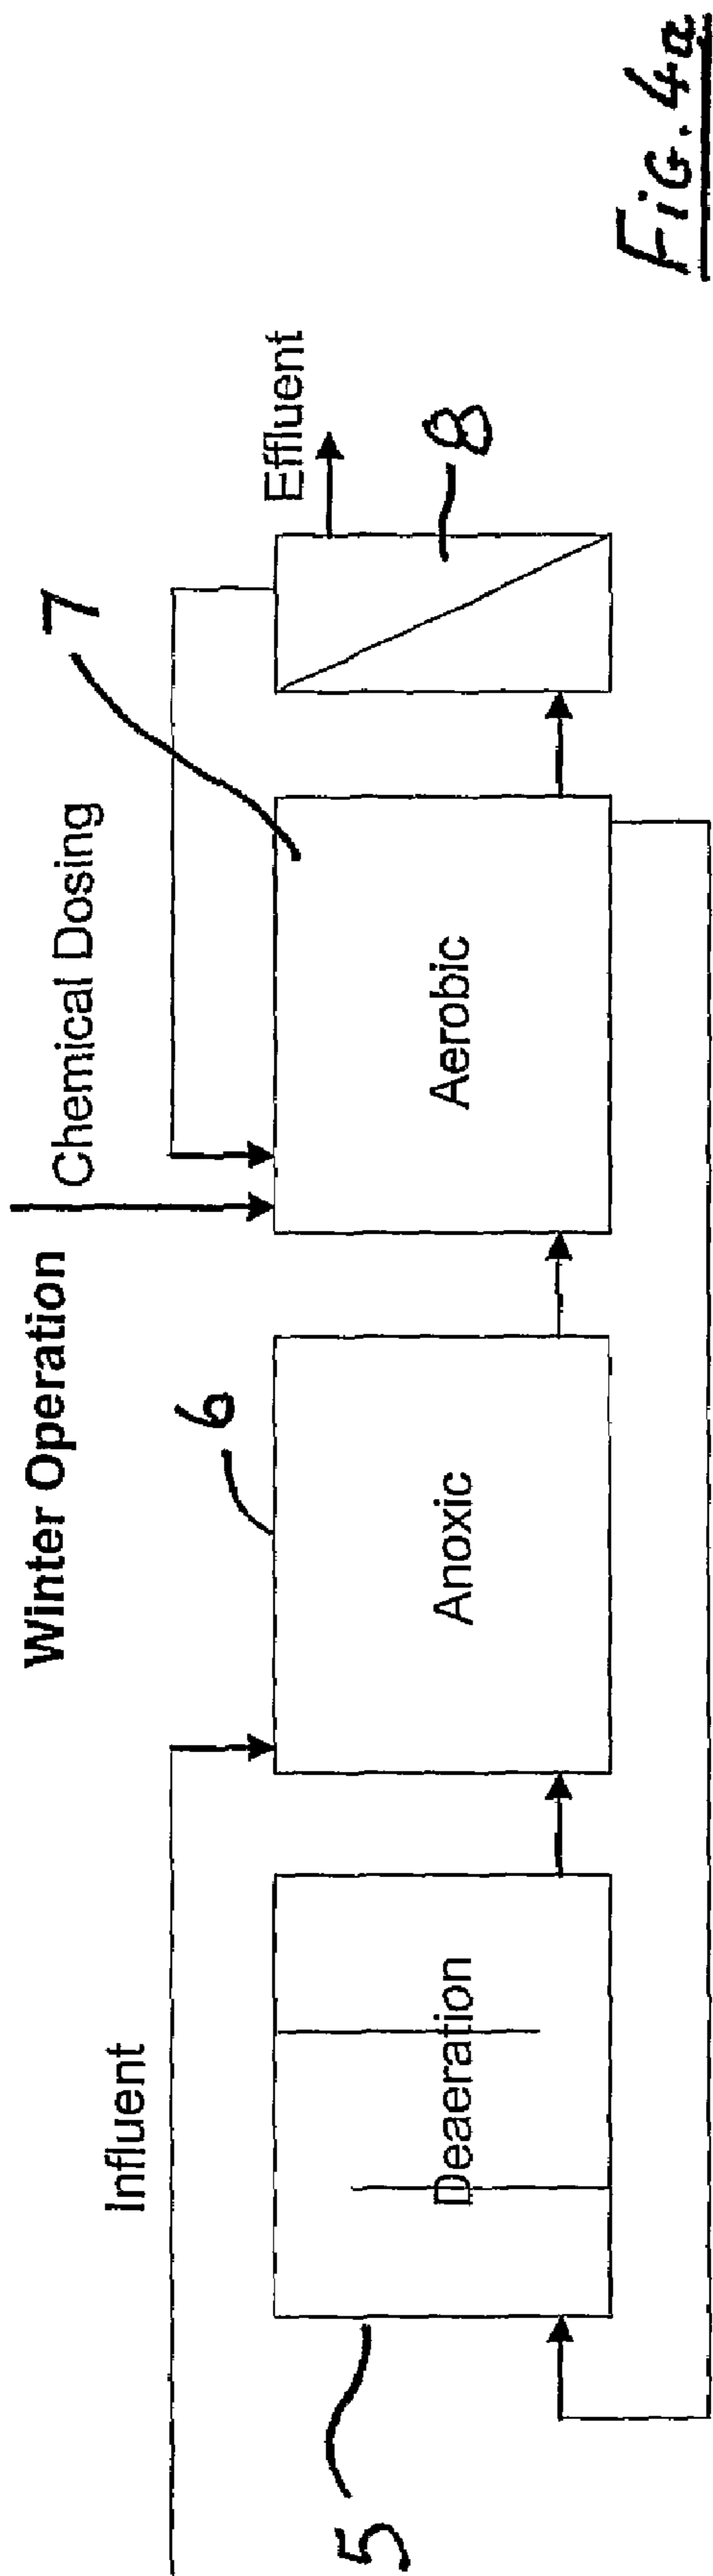 Winter Operation
Influent
Chemical Dosing
Effluent
5
Deaeration
6
Anoxic
7
Aerobic
8
FIG. 4a